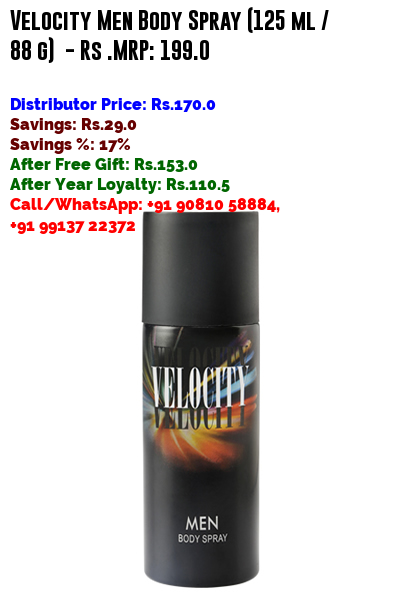 Velocity Men Body Spray (125 ml /
88 g) - Rs .MRP: 199.0
Distributor Price: Rs.170.0
Savings: Rs.29.0
Savings %: 17%
After Free Gift: Rs.153.0
After Year Loyalty: Rs.110.5
Call/WhatsApp: +91 90810 58884,
+91 99137 22372
VELOCITY
VELOCITY
VELOCITY
MEN
BODY SPRAY